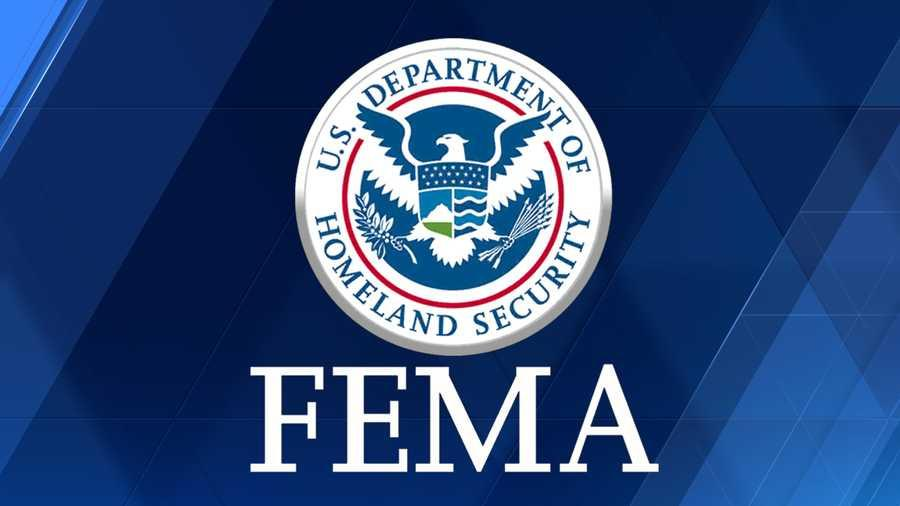 U.S. DEPARTMENT OF
HOMELAND SECURITY
FEMA